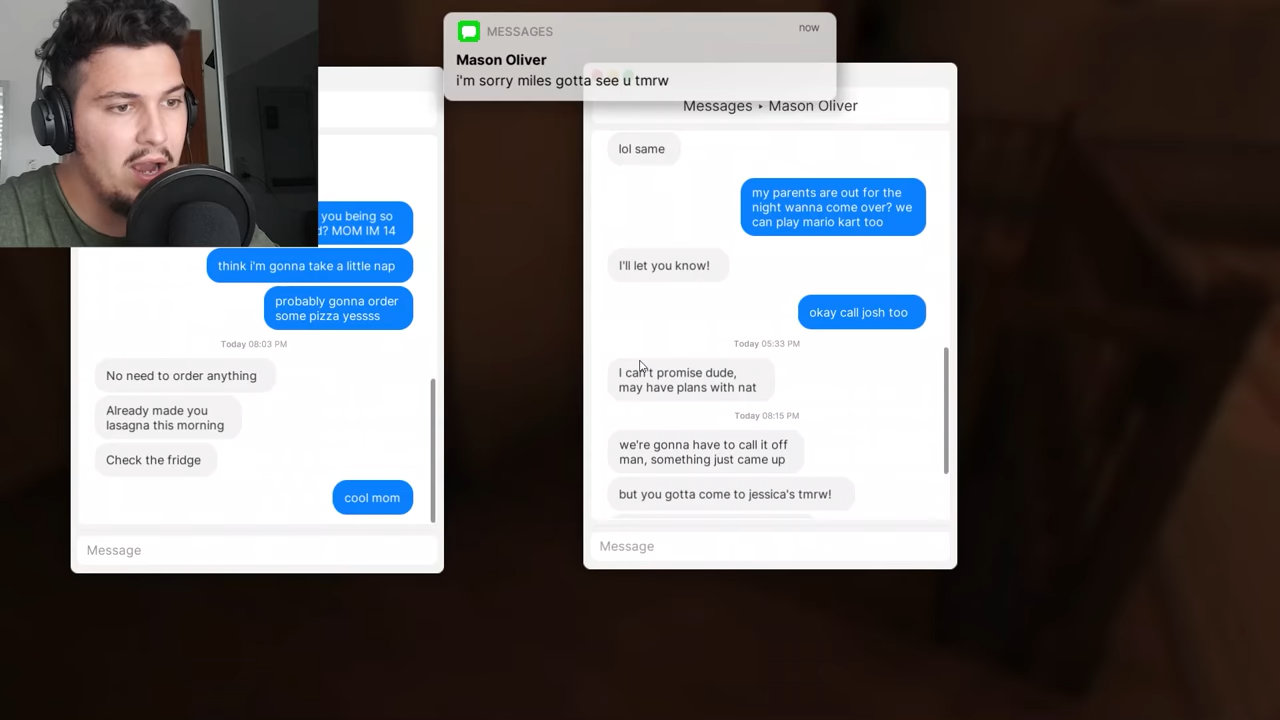 MESSAGES
now
Mason Oliver
i'm sorry miles gotta see u tmrw
you being so
? MOM IM 14
think i'm gonna take a little nap
probably gonna order
some pizza yessss
Today 08:03 PM
No need to order anything
Already made you
lasagna this morning
Check the fridge
cool mom
Message
Messages ‣ Mason Oliver
lol same
my parents are out for the
night wanna come over? we
can play mario kart too
I'll let you know!
okay call josh too
Today 05:33 PM
I can't promise dude,
may have plans with nat
Today 08:15 PM
we're gonna have to call it off
man, something just came up
but you gotta come to jessica's tmrw!
Message